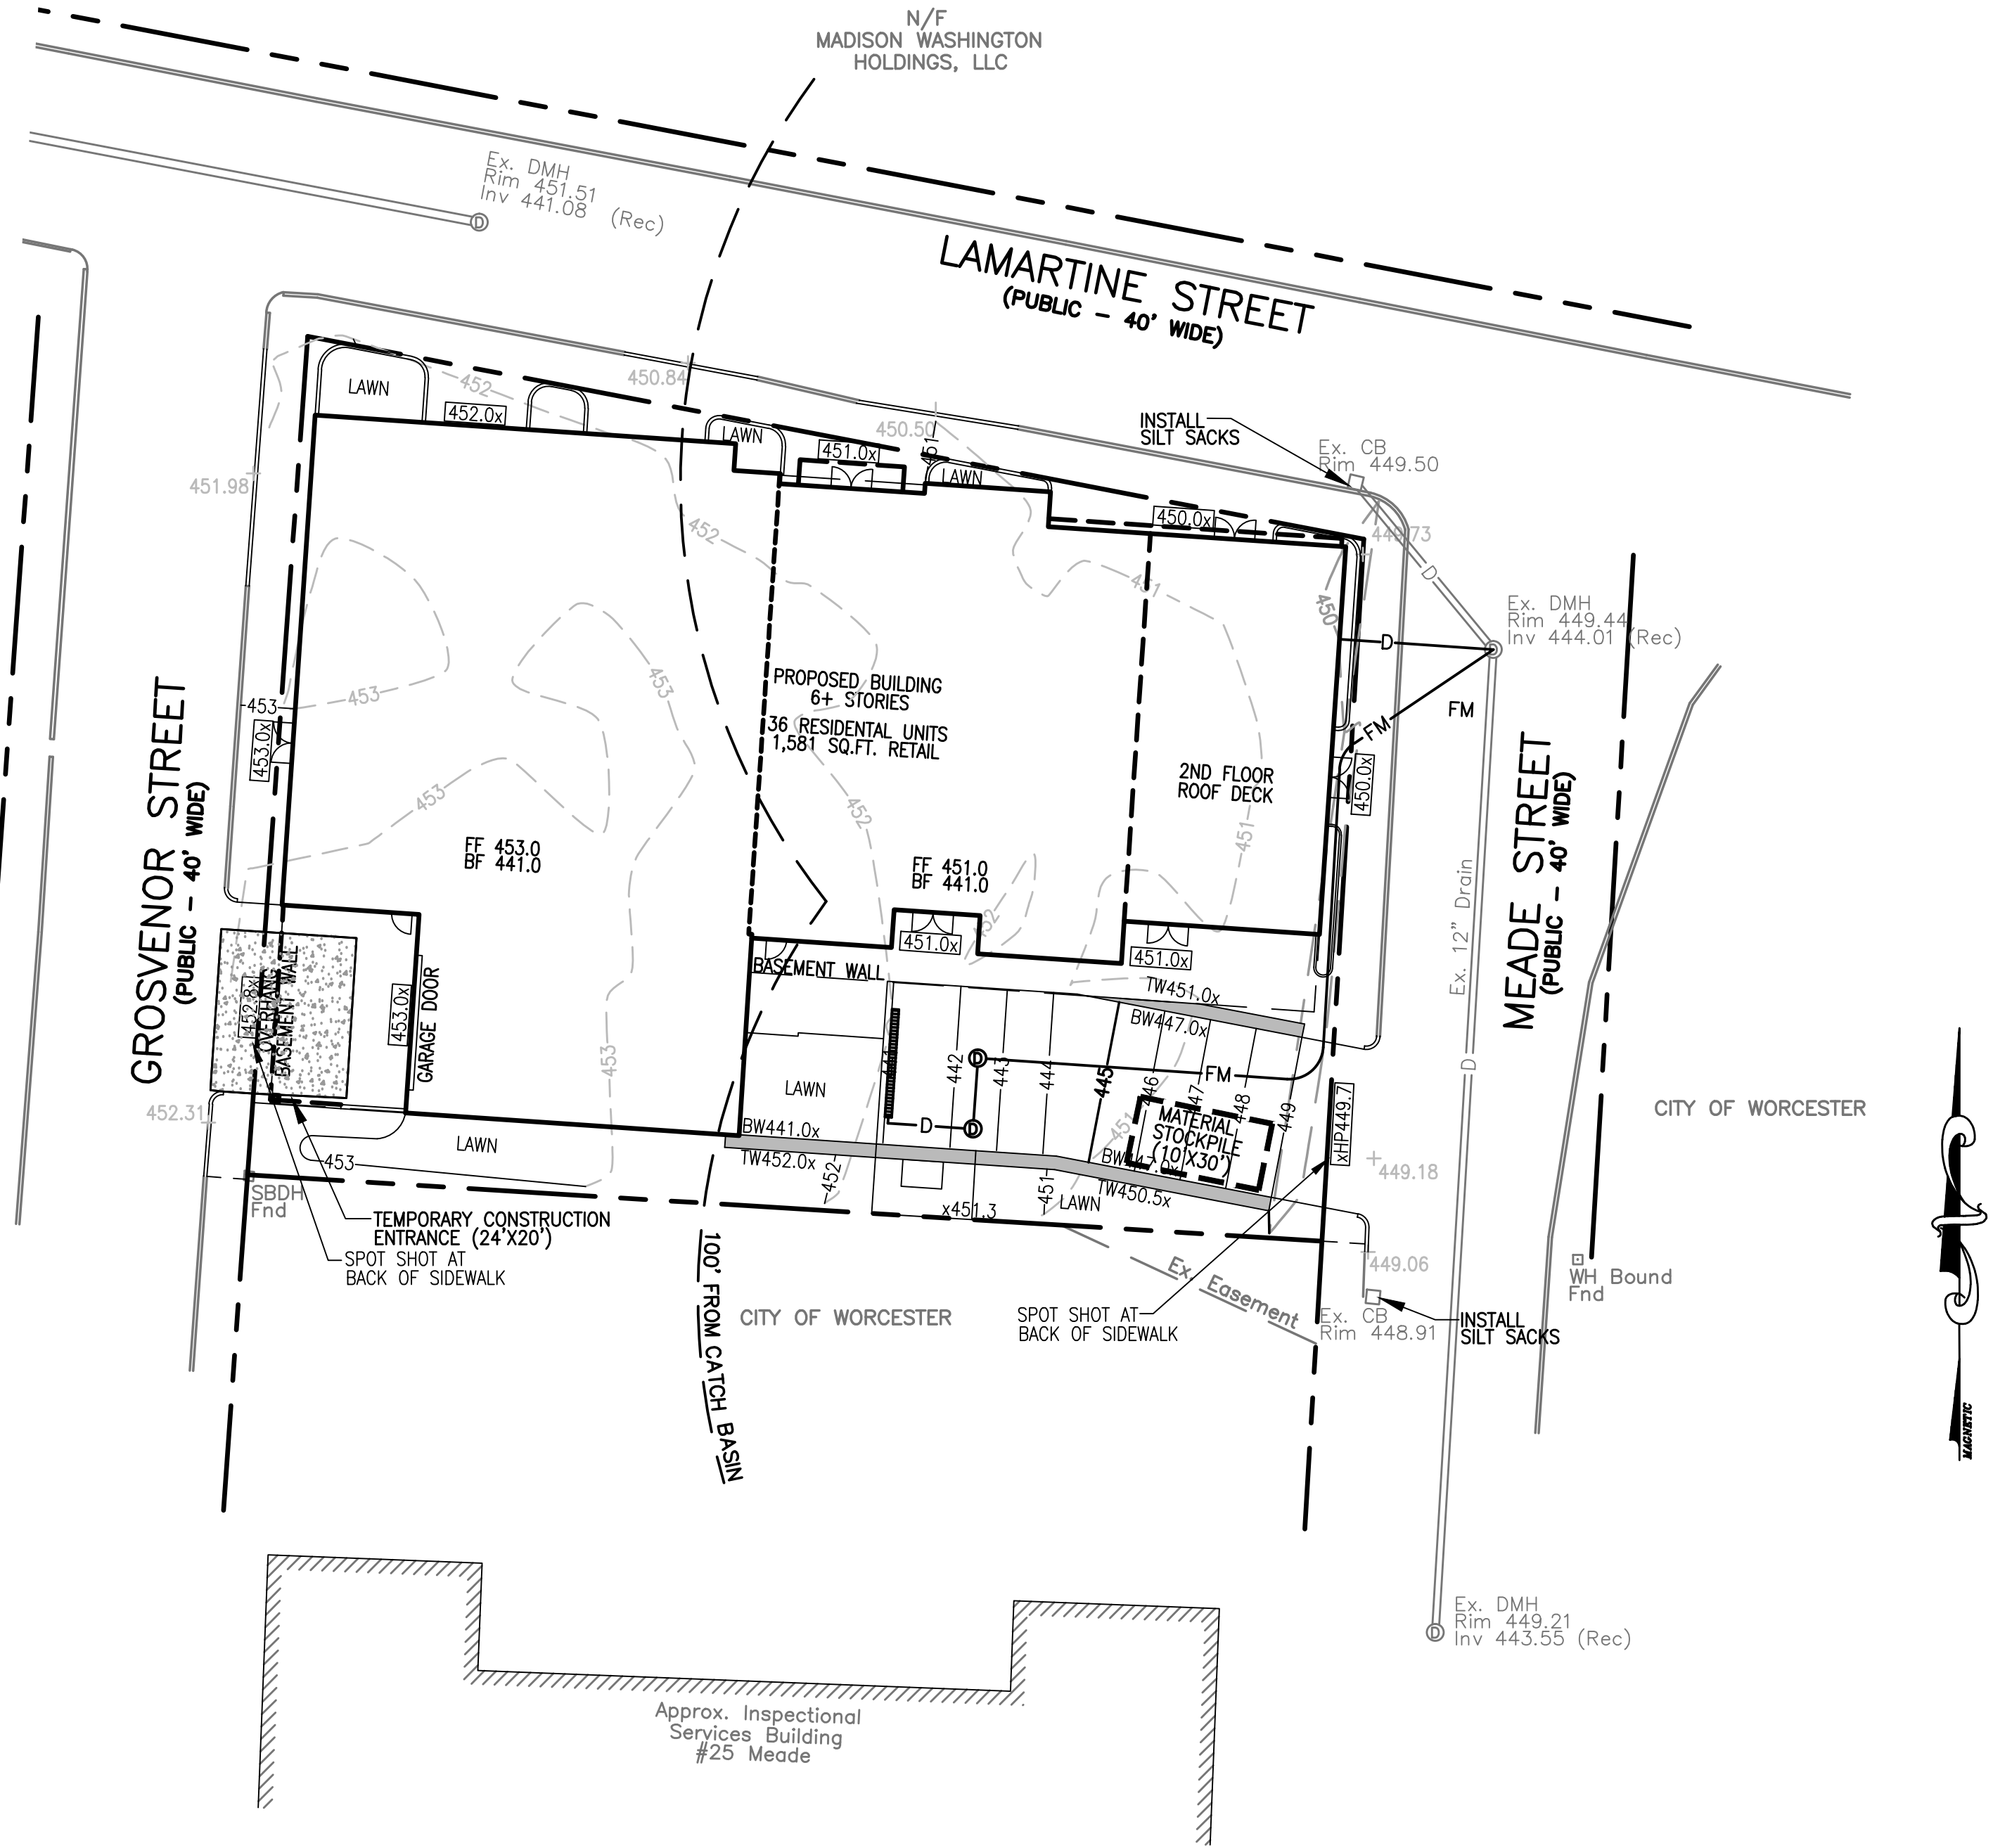 N/F
MADISON WASHINGTON
HOLDINGS, LLC
Ex. DMH
Rim 451.51
Inv 441.08 (Rec)
D
LAMARTINE STREET
(PUBLIC - 40' WIDE)
LAWN
452
452.0x
450.84
LAWN
451.0x
450.50
451
LAWN
INSTALL
SILT SACKS
Ex. CB
Rim 449.50
450.0x
449.73
451.98
452
451
450
D
Ex. DMH
Rim 449.44
Inv 444.01 (Rec)
D
D
FM
FM
453
453
453
453.0x
453
PROPOSED BUILDING
6+ STORIES
36 RESIDENTAL UNITS
1,581 SQ.FT. RETAIL
2ND FLOOR
ROOF DECK
450.0x
452
451
GROSVENOR STREET
(PUBLIC - 40' WIDE)
MEADE STREET
(PUBLIC - 40' WIDE)
Ex. 12" Drain
D
FF 453.0
BF 441.0
FF 451.0
BF 441.0
452
451.0x
451.0x
BASEMENT WALL
452.8x
OVERHANG
BASEMENT WALL
453.0x
GARAGE DOOR
453
TW451.0x
BW447.0x
442
443
444
445
446
447
448
449
D
FM
D
D
LAWN
BW441.0x
TW452.0x
452
451
451
MATERIAL
STOCKPILE
(10'X30')
BW447.0x
TW450.5x
LAWN
x451.3
xHP449.7
449.18
449.06
452.31
LAWN
453
SBDH
Fnd
TEMPORARY CONSTRUCTION
ENTRANCE (24'X20')
SPOT SHOT AT
BACK OF SIDEWALK
100' FROM CATCH BASIN
CITY OF WORCESTER
Ex. Easement
SPOT SHOT AT
BACK OF SIDEWALK
Ex. CB
Rim 448.91
INSTALL
SILT SACKS
WH Bound
Fnd
CITY OF WORCESTER
MAGNETIC
D
Ex. DMH
Rim 449.21
Inv 443.55 (Rec)
Approx. Inspectional
Services Building
#25 Meade